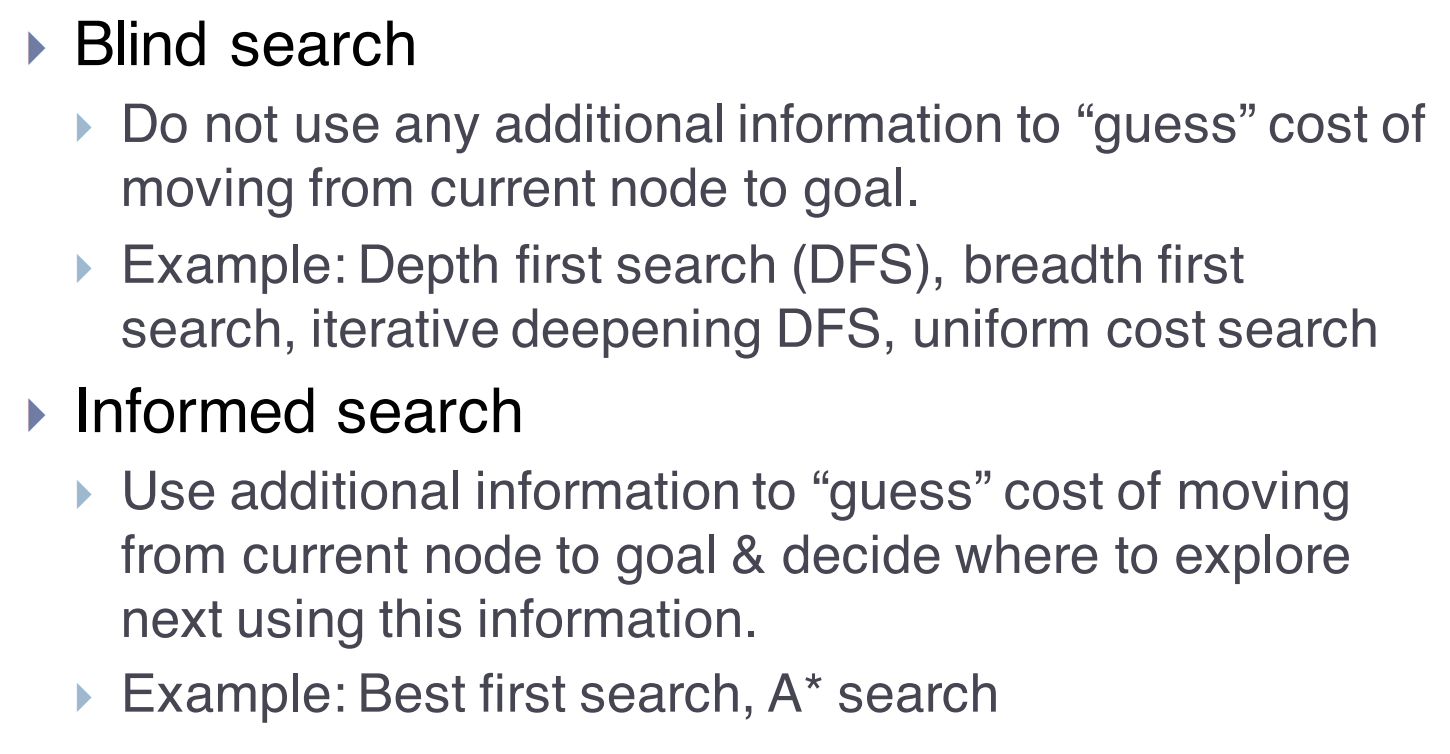 Blind search
Do not use any additional information to “guess” cost of
moving from current node to goal.
Example: Depth first search (DFS), breadth first
search, iterative deepening DFS, uniform cost search
Informed search
Use additional information to “guess” cost of moving
from current node to goal & decide where to explore
next using this information.
Example: Best first search, A* search